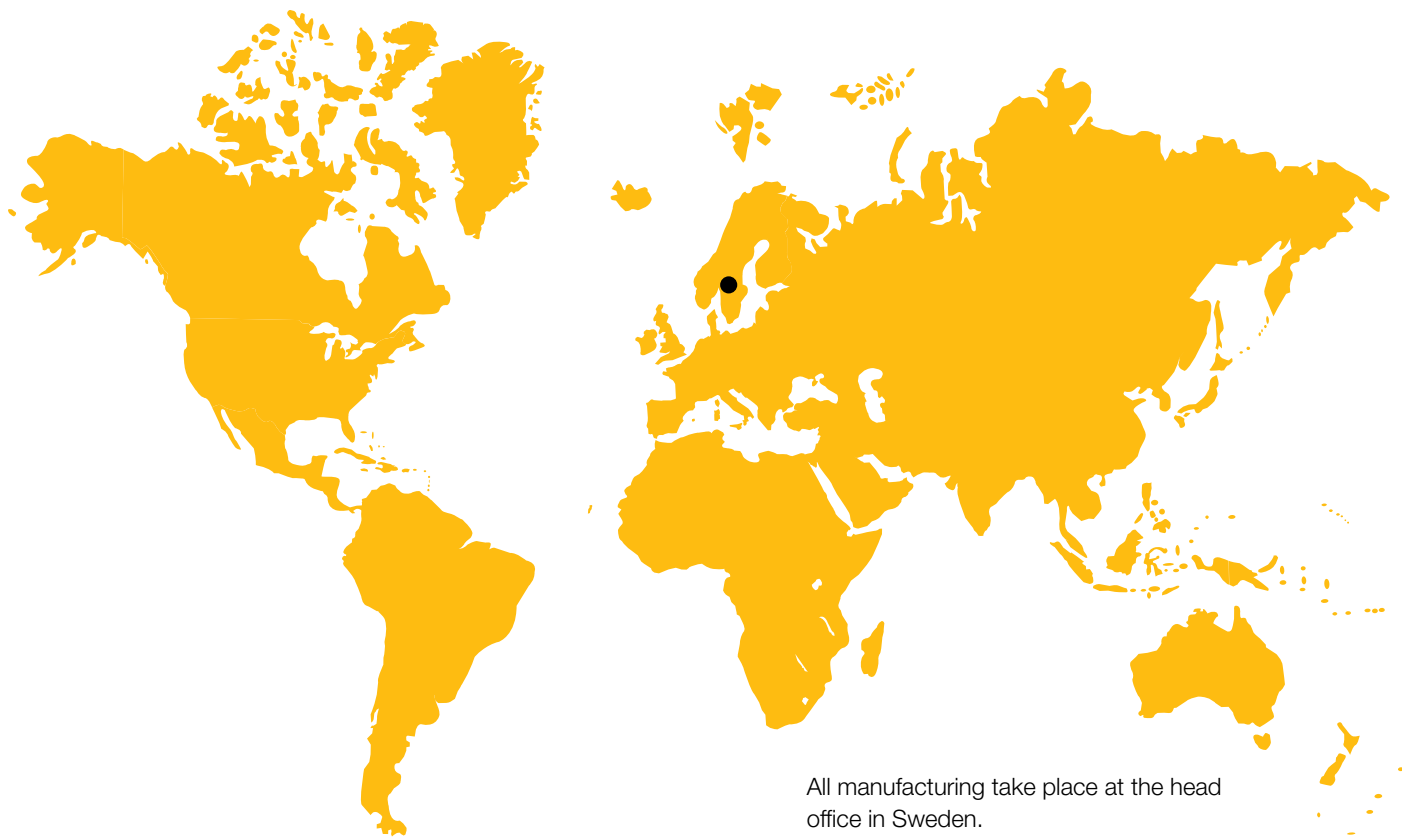 All manufacturing take place at the head
office in Sweden.